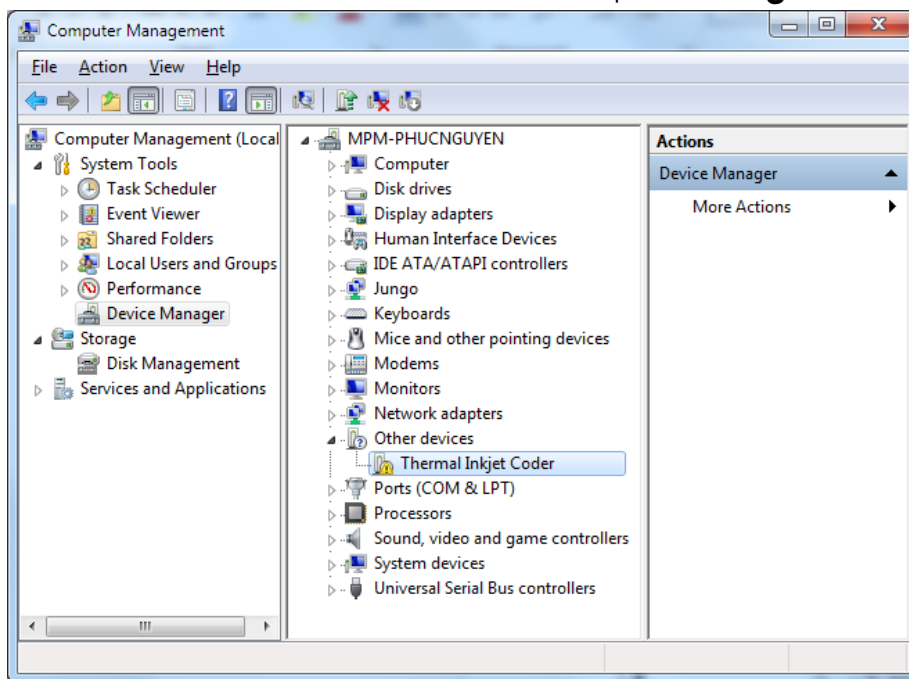 Computer Management
File Action View Help
Computer Management (Local
System Tools
Task Scheduler
Event Viewer
Shared Folders
Local Users and Groups
Performance
Device Manager
Storage
Disk Management
Services and Applications
MPM-PHUCNGUYEN
Computer
Disk drives
Display adapters
Human Interface Devices
IDE ATA/ATAPI controllers
Jungo
Keyboards
Mice and other pointing devices
Modems
Monitors
Network adapters
Other devices
Thermal Inkjet Coder
Ports (COM & LPT)
Processors
Sound, video and game controllers
System devices
Universal Serial Bus controllers
Actions
Device Manager
More Actions